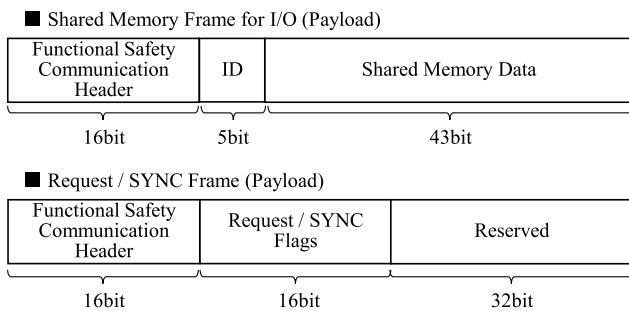 ■ Shared Memory Frame for I/O (Payload)
Functional Safety
Communication
Header
ID
Shared Memory Data
16bit
5bit
43bit
■ Request / SYNC Frame (Payload)
Functional Safety
Communication
Header
Request / SYNC
Flags
Reserved
16bit
16bit
32bit